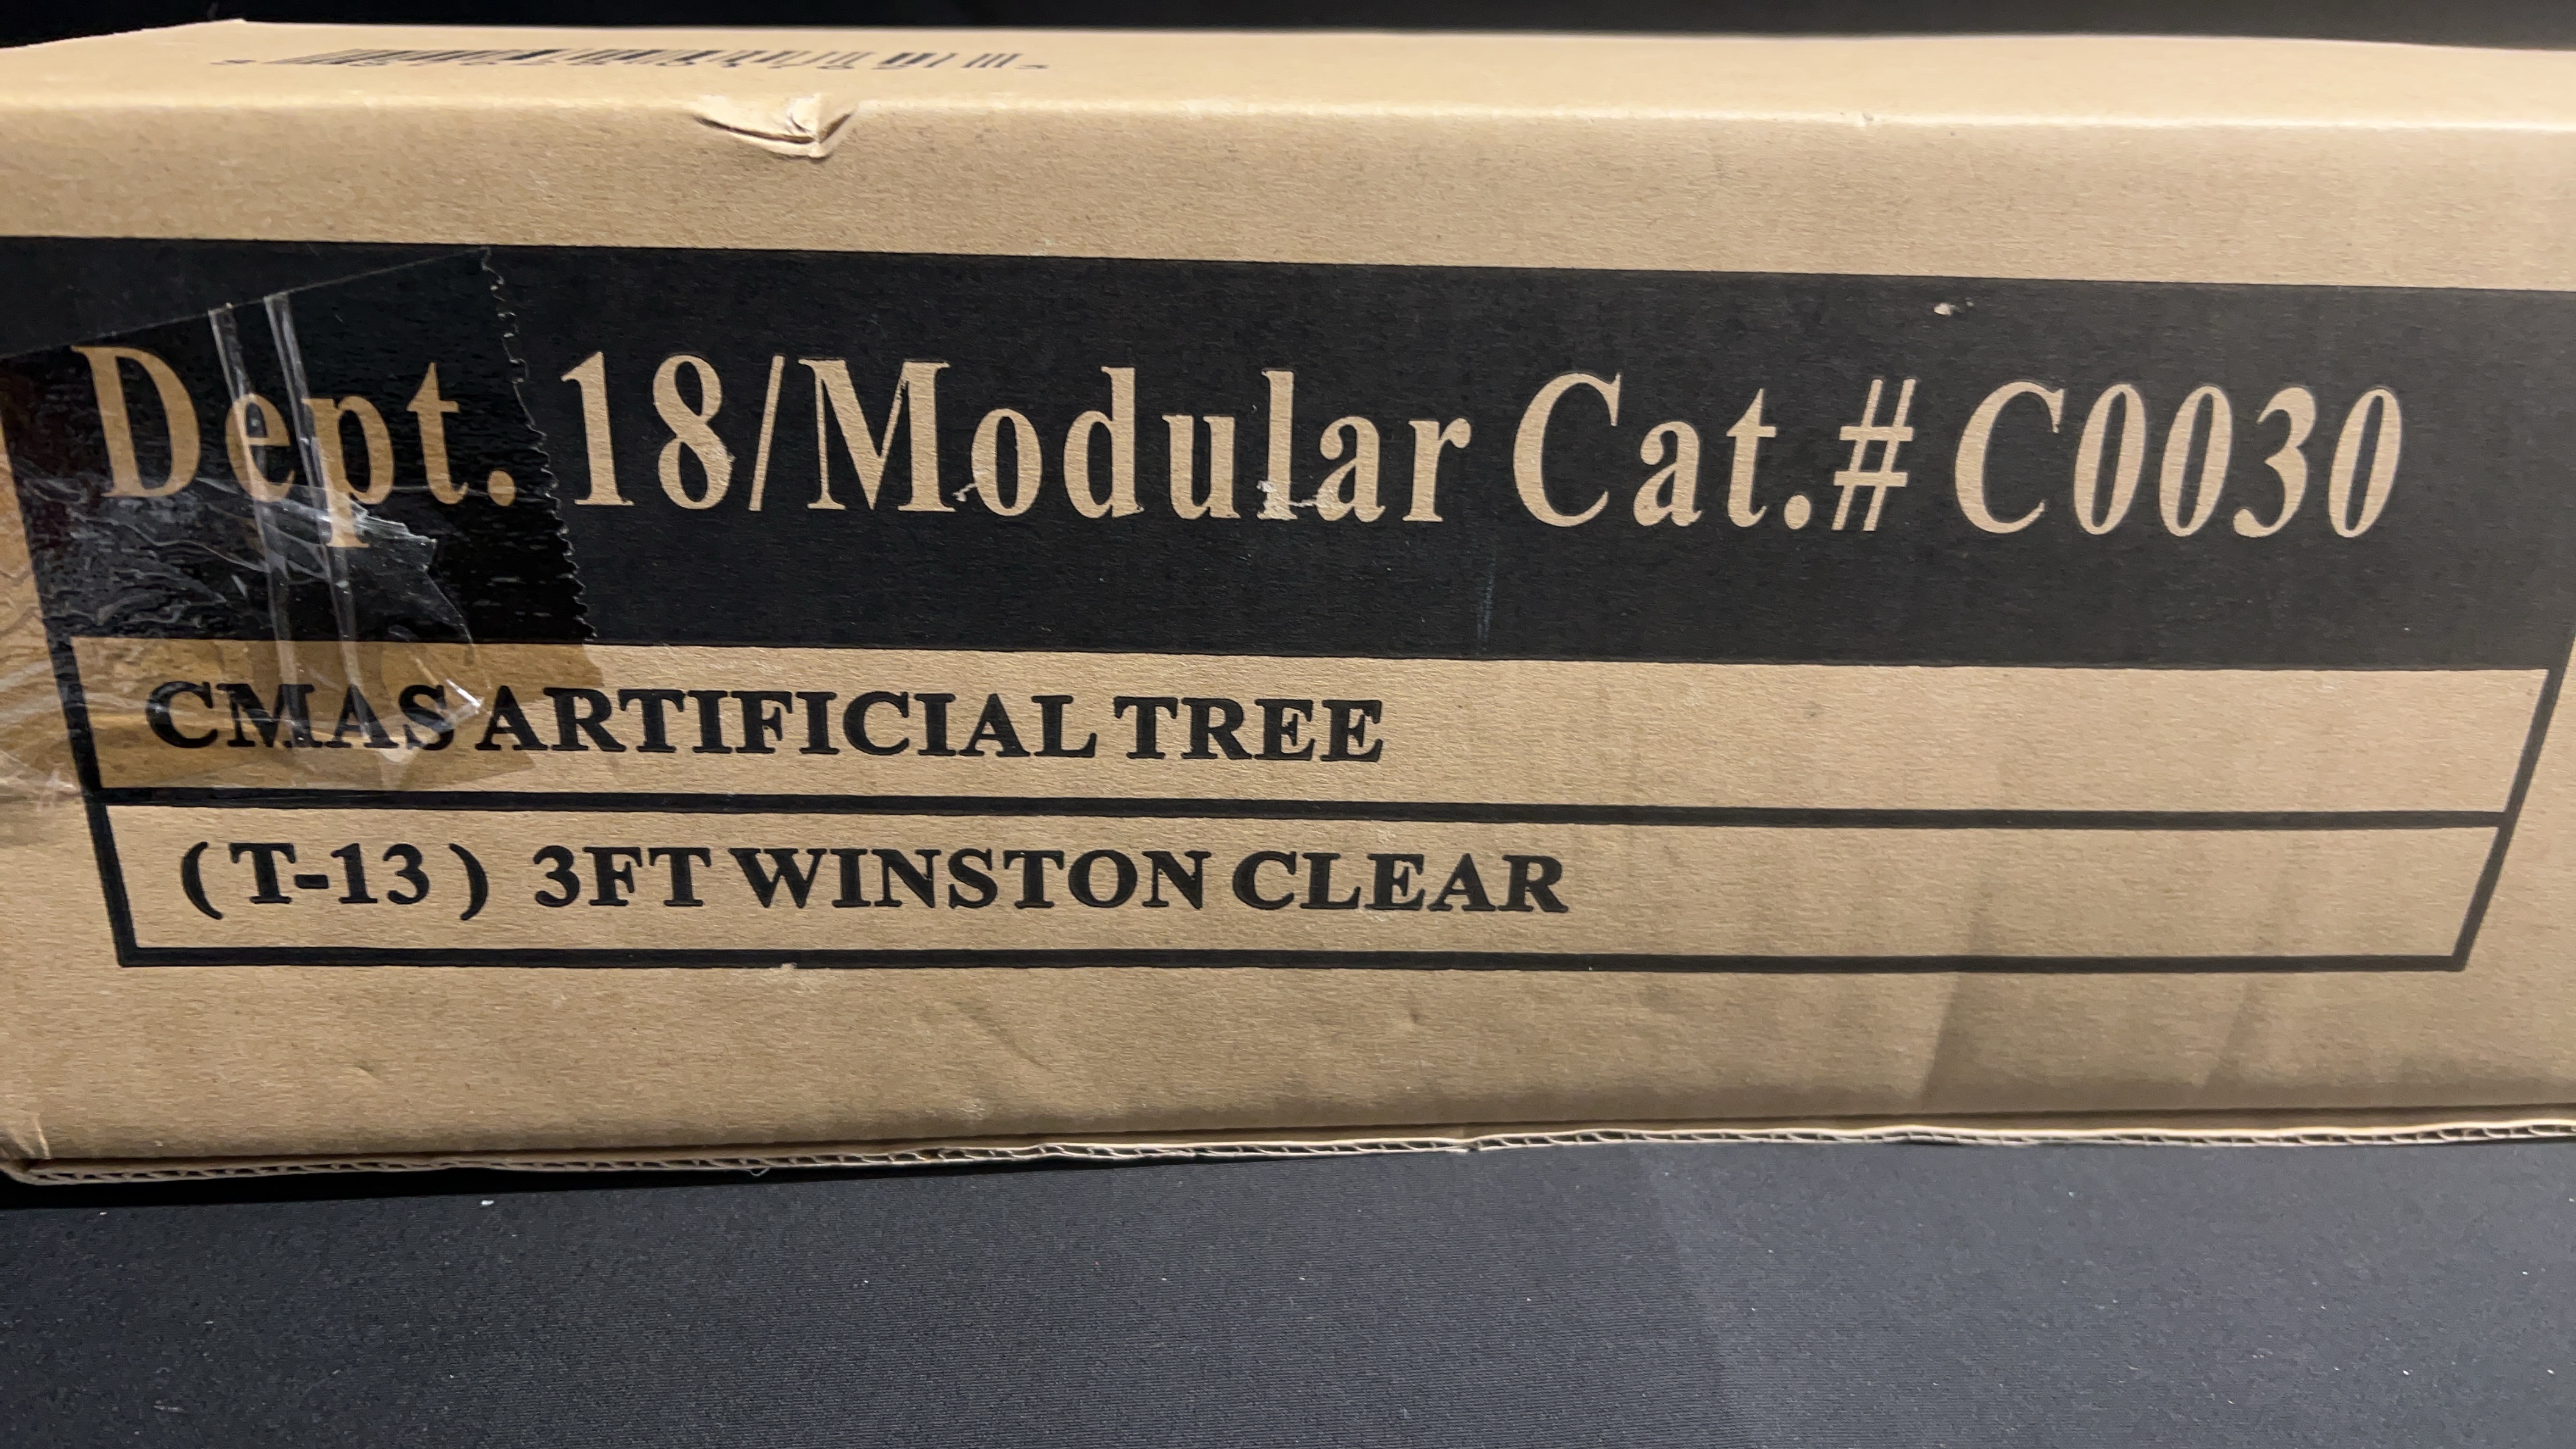 Dept. 18/Modular Cat.# C0030
CMAS ARTIFICIAL TREE
(T-13) 3FT WINSTON CLEAR